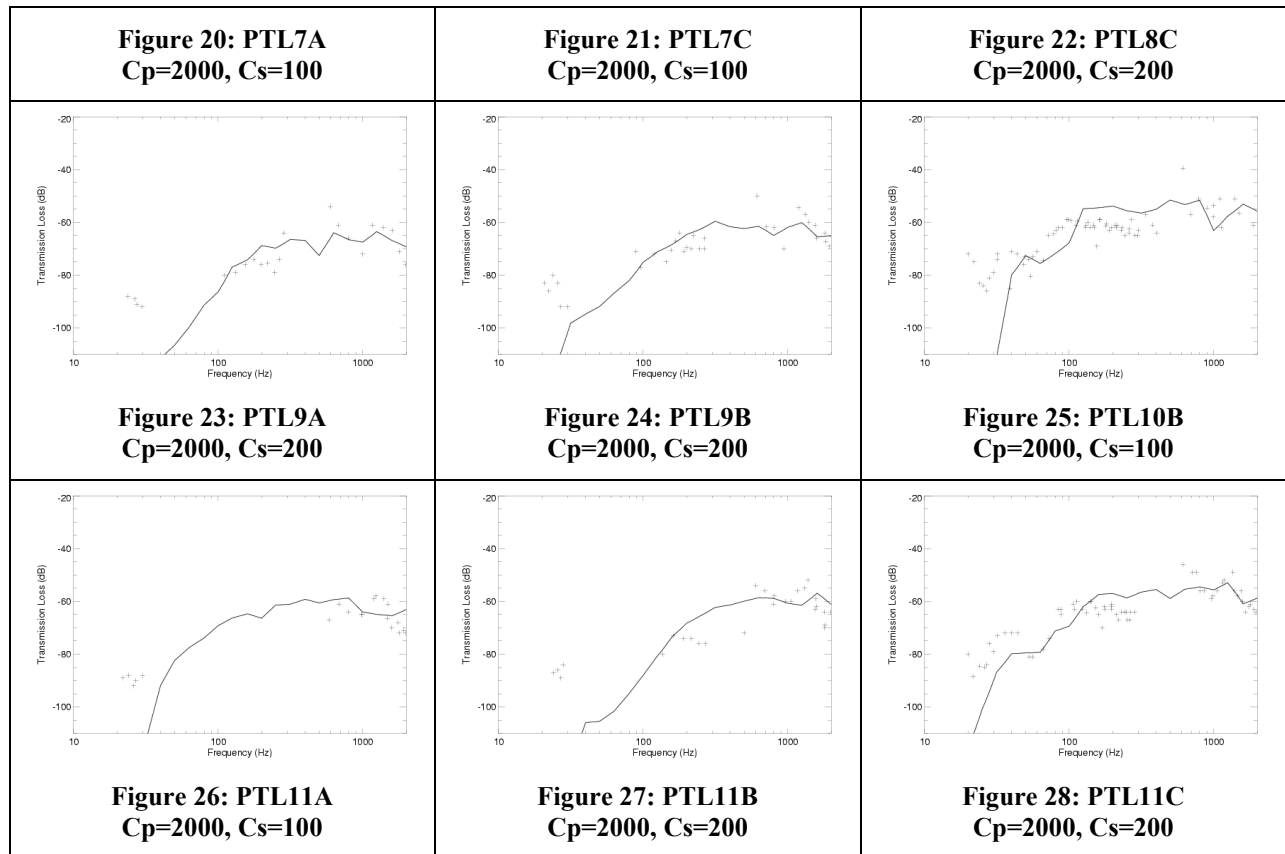 Figure 20: PTL7A
Cp=2000, Cs=100
Figure 21: PTL7C
Cp=2000, Cs=100
Figure 22: PTL8C
Cp=2000, Cs=200
-20
-40
-60
-80
-100
Transmission Loss (dB)
10
100
1000
Frequency (Hz)
Figure 23: PTL9A
Cp=2000, Cs=200
-20
-40
-60
-80
-100
Transmission Loss (dB)
10
100
1000
Frequency (Hz)
Figure 24: PTL9B
Cp=2000, Cs=200
-20
-40
-60
-80
-100
Transmission Loss (dB)
10
100
1000
Frequency (Hz)
Figure 25: PTL10B
Cp=2000, Cs=100
-20
-40
-60
-80
-100
Transmission Loss (dB)
10
100
1000
Frequency (Hz)
Figure 26: PTL11A
Cp=2000, Cs=100
-20
-40
-60
-80
-100
Transmission Loss (dB)
10
100
1000
Frequency (Hz)
Figure 27: PTL11B
Cp=2000, Cs=200
-20
-40
-60
-80
-100
Transmission Loss (dB)
10
100
1000
Frequency (Hz)
Figure 28: PTL11C
Cp=2000, Cs=200